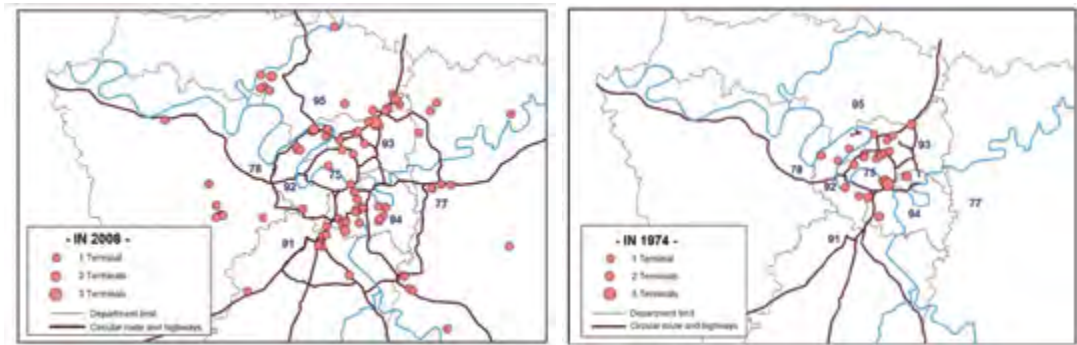 95
93
78
75
92
77
94
91
- IN 2008 -
1 Terminal
2 Terminals
3 Terminals
Department limit
Circular route and highways
95
93
78
75
92
77
94
91
- IN 1974 -
1 Terminal
2 Terminals
5 Terminals
Department limit
Circular route and highways